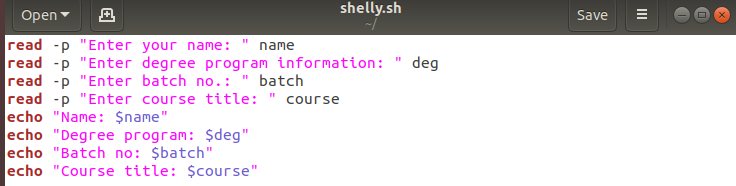 Open ▾ shelly.sh Save
~/
read -p "Enter your name: " name
read -p "Enter degree program information: " deg
read -p "Enter batch no.: " batch
read -p "Enter course title: " course
echo "Name: $name"
echo "Degree program: $deg"
echo "Batch no: $batch"
echo "Course title: $course"